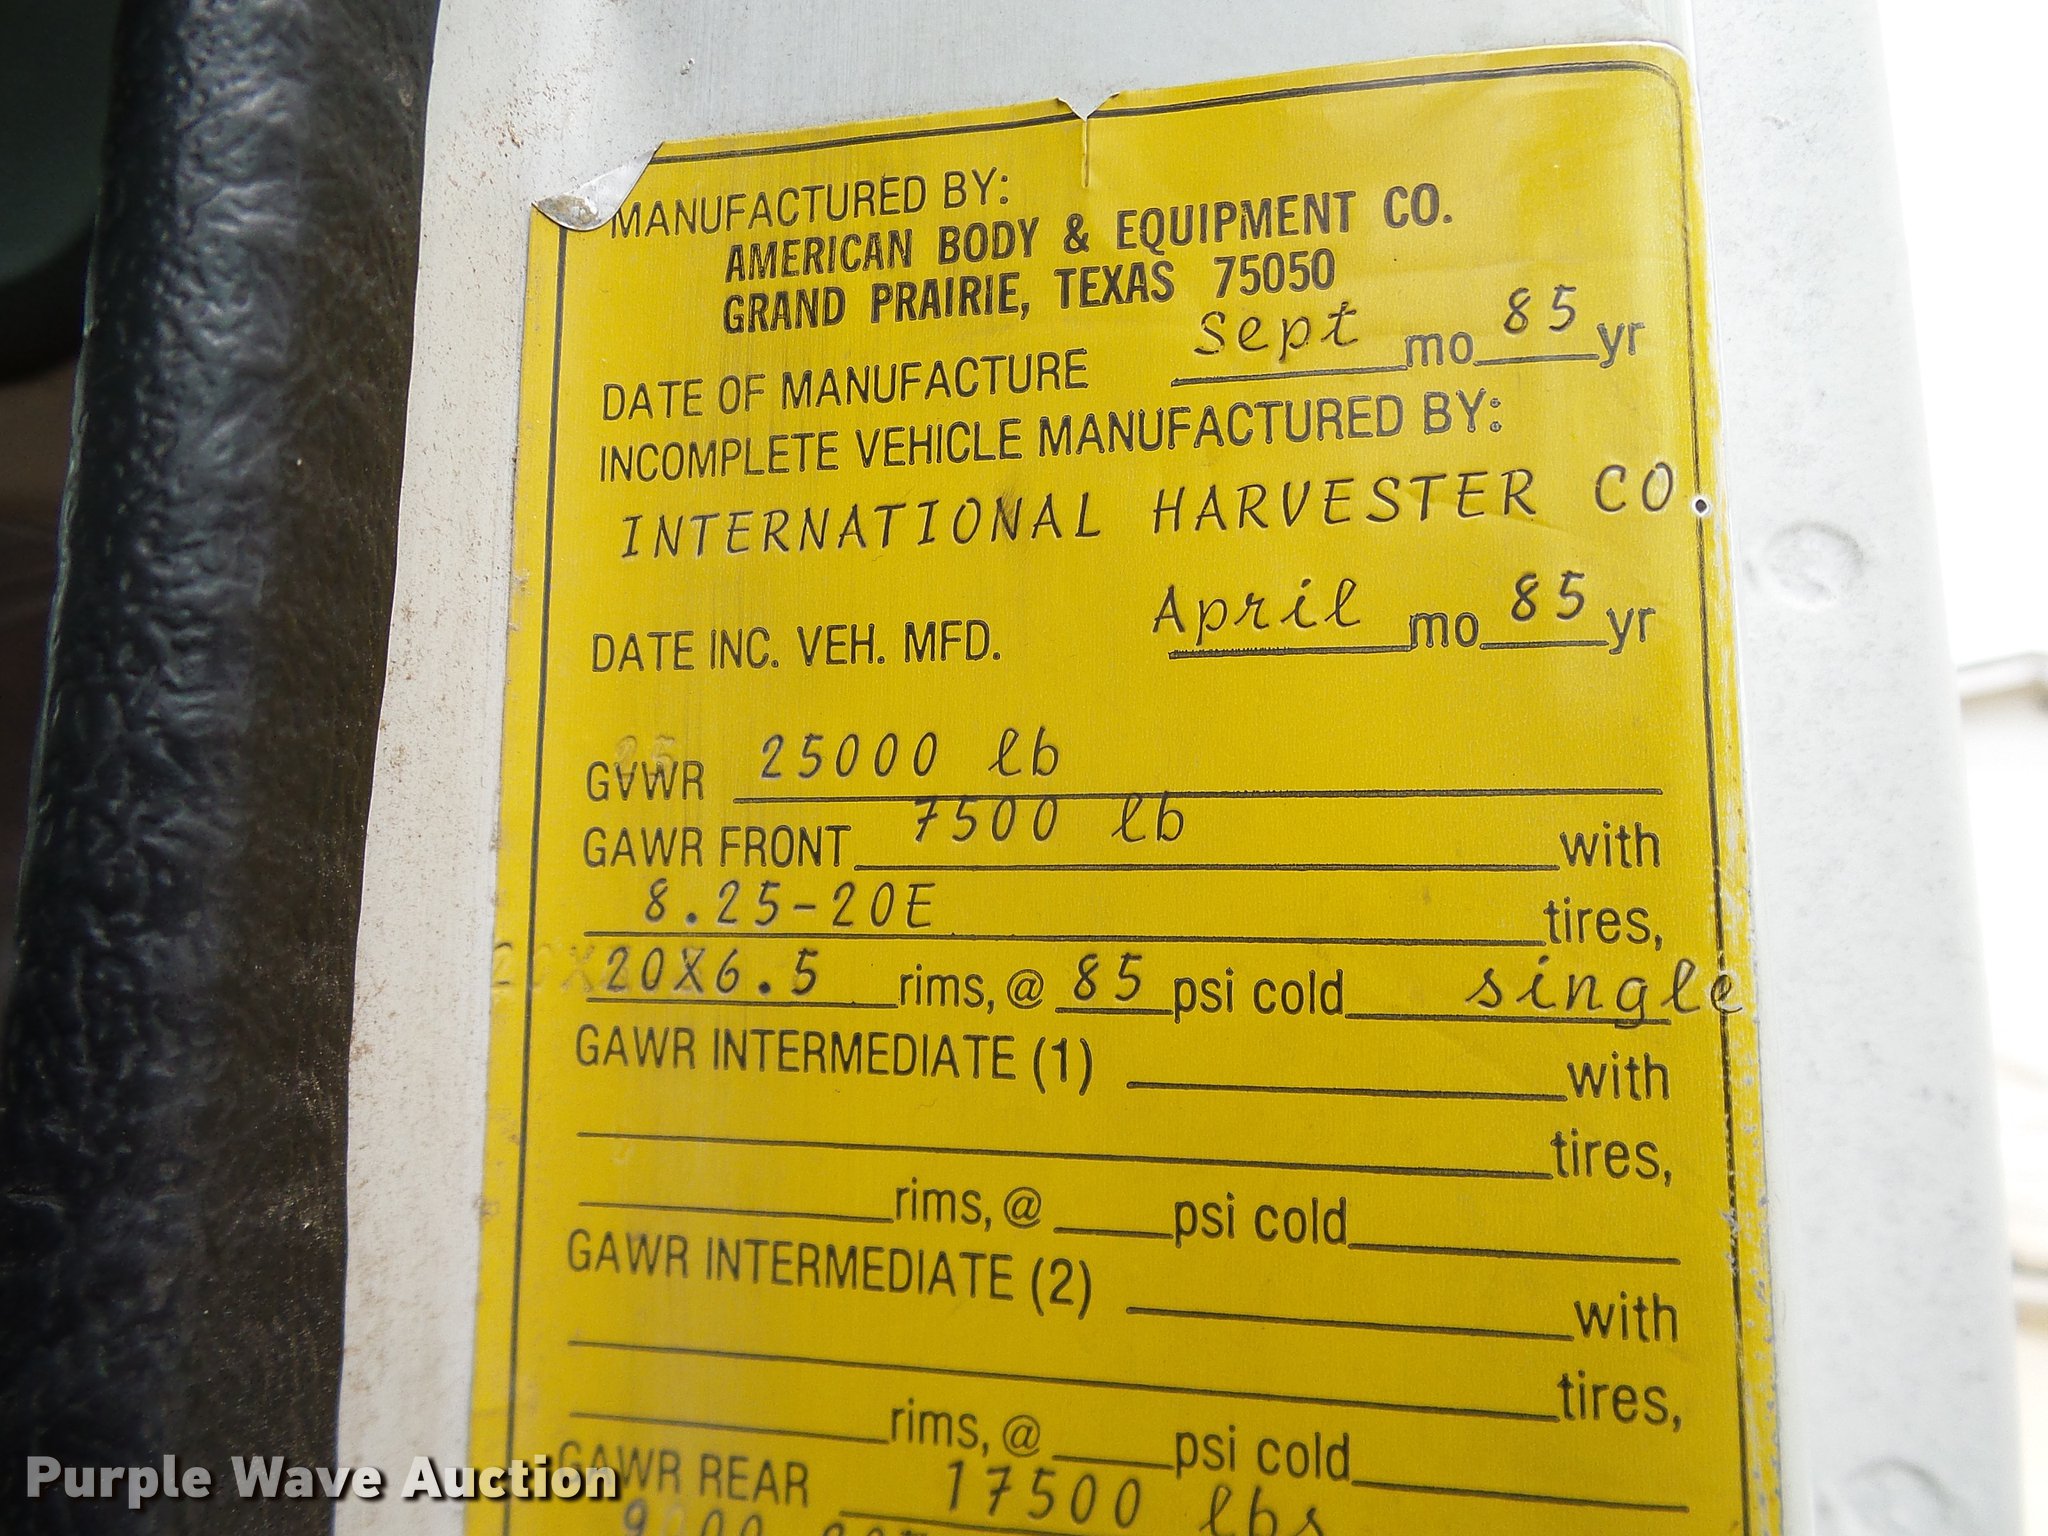 MANUFACTURED BY:
AMERICAN BODY & EQUIPMENT CO.
GRAND PRAIRIE, TEXAS 75050
DATE OF MANUFACTURE Sept mo 85 yr
INCOMPLETE VEHICLE MANUFACTURED BY:
INTERNATIONAL HARVESTER CO.
DATE INC. VEH. MFD. April mo 85 yr
GVWR 25000 lb
GAWR FRONT 7500 lb with
8.25-20E tires,
20X6.5 rims, @ 85 psi cold single
GAWR INTERMEDIATE (1) with
tires,
rims, @ psi cold
GAWR INTERMEDIATE (2) with
tires,
rims, @ psi cold
GAWR REAR 17500 lbs
Purple Wave Auction